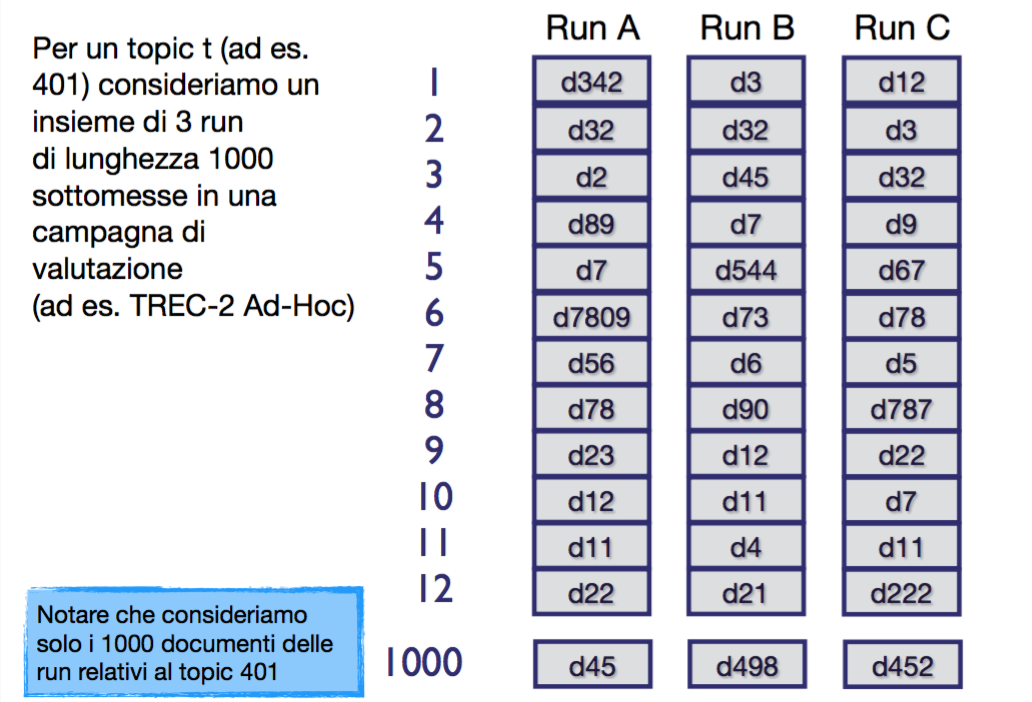 Run A Run B Run C
Per un topic t (ad es.
401) consideriamo un
insieme di 3 run
di lunghezza 1000
sottomesse in una
campagna di
valutazione
(ad es. TREC-2 Ad-Hoc)
1 d342 d3 d12
2 d32 d32 d3
3 d2 d45 d32
4 d89 d7 d9
5 d7 d544 d67
6 d7809 d73 d78
7 d56 d6 d5
8 d78 d90 d787
9 d23 d12 d22
10 d12 d11 d7
11 d11 d4 d11
12 d22 d21 d222
1000 d45 d498 d452
Notare che consideriamo
solo i 1000 documenti delle
run relativi al topic 401